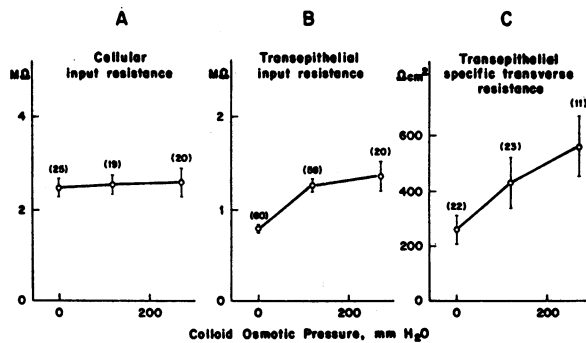 A
B
C
Cellular
input resistance
Transepithelial
input resistance
Transepithelial
specific transverse
resistance
MΩ
MΩ
Ωcm²
4
2
0
(25)
(19)
(20)
0
200
2
1
0
(60)
(58)
(20)
0
200
600
400
200
0
(22)
(23)
(11)
0
200
Colloid Osmotic Pressure, mm H₂O